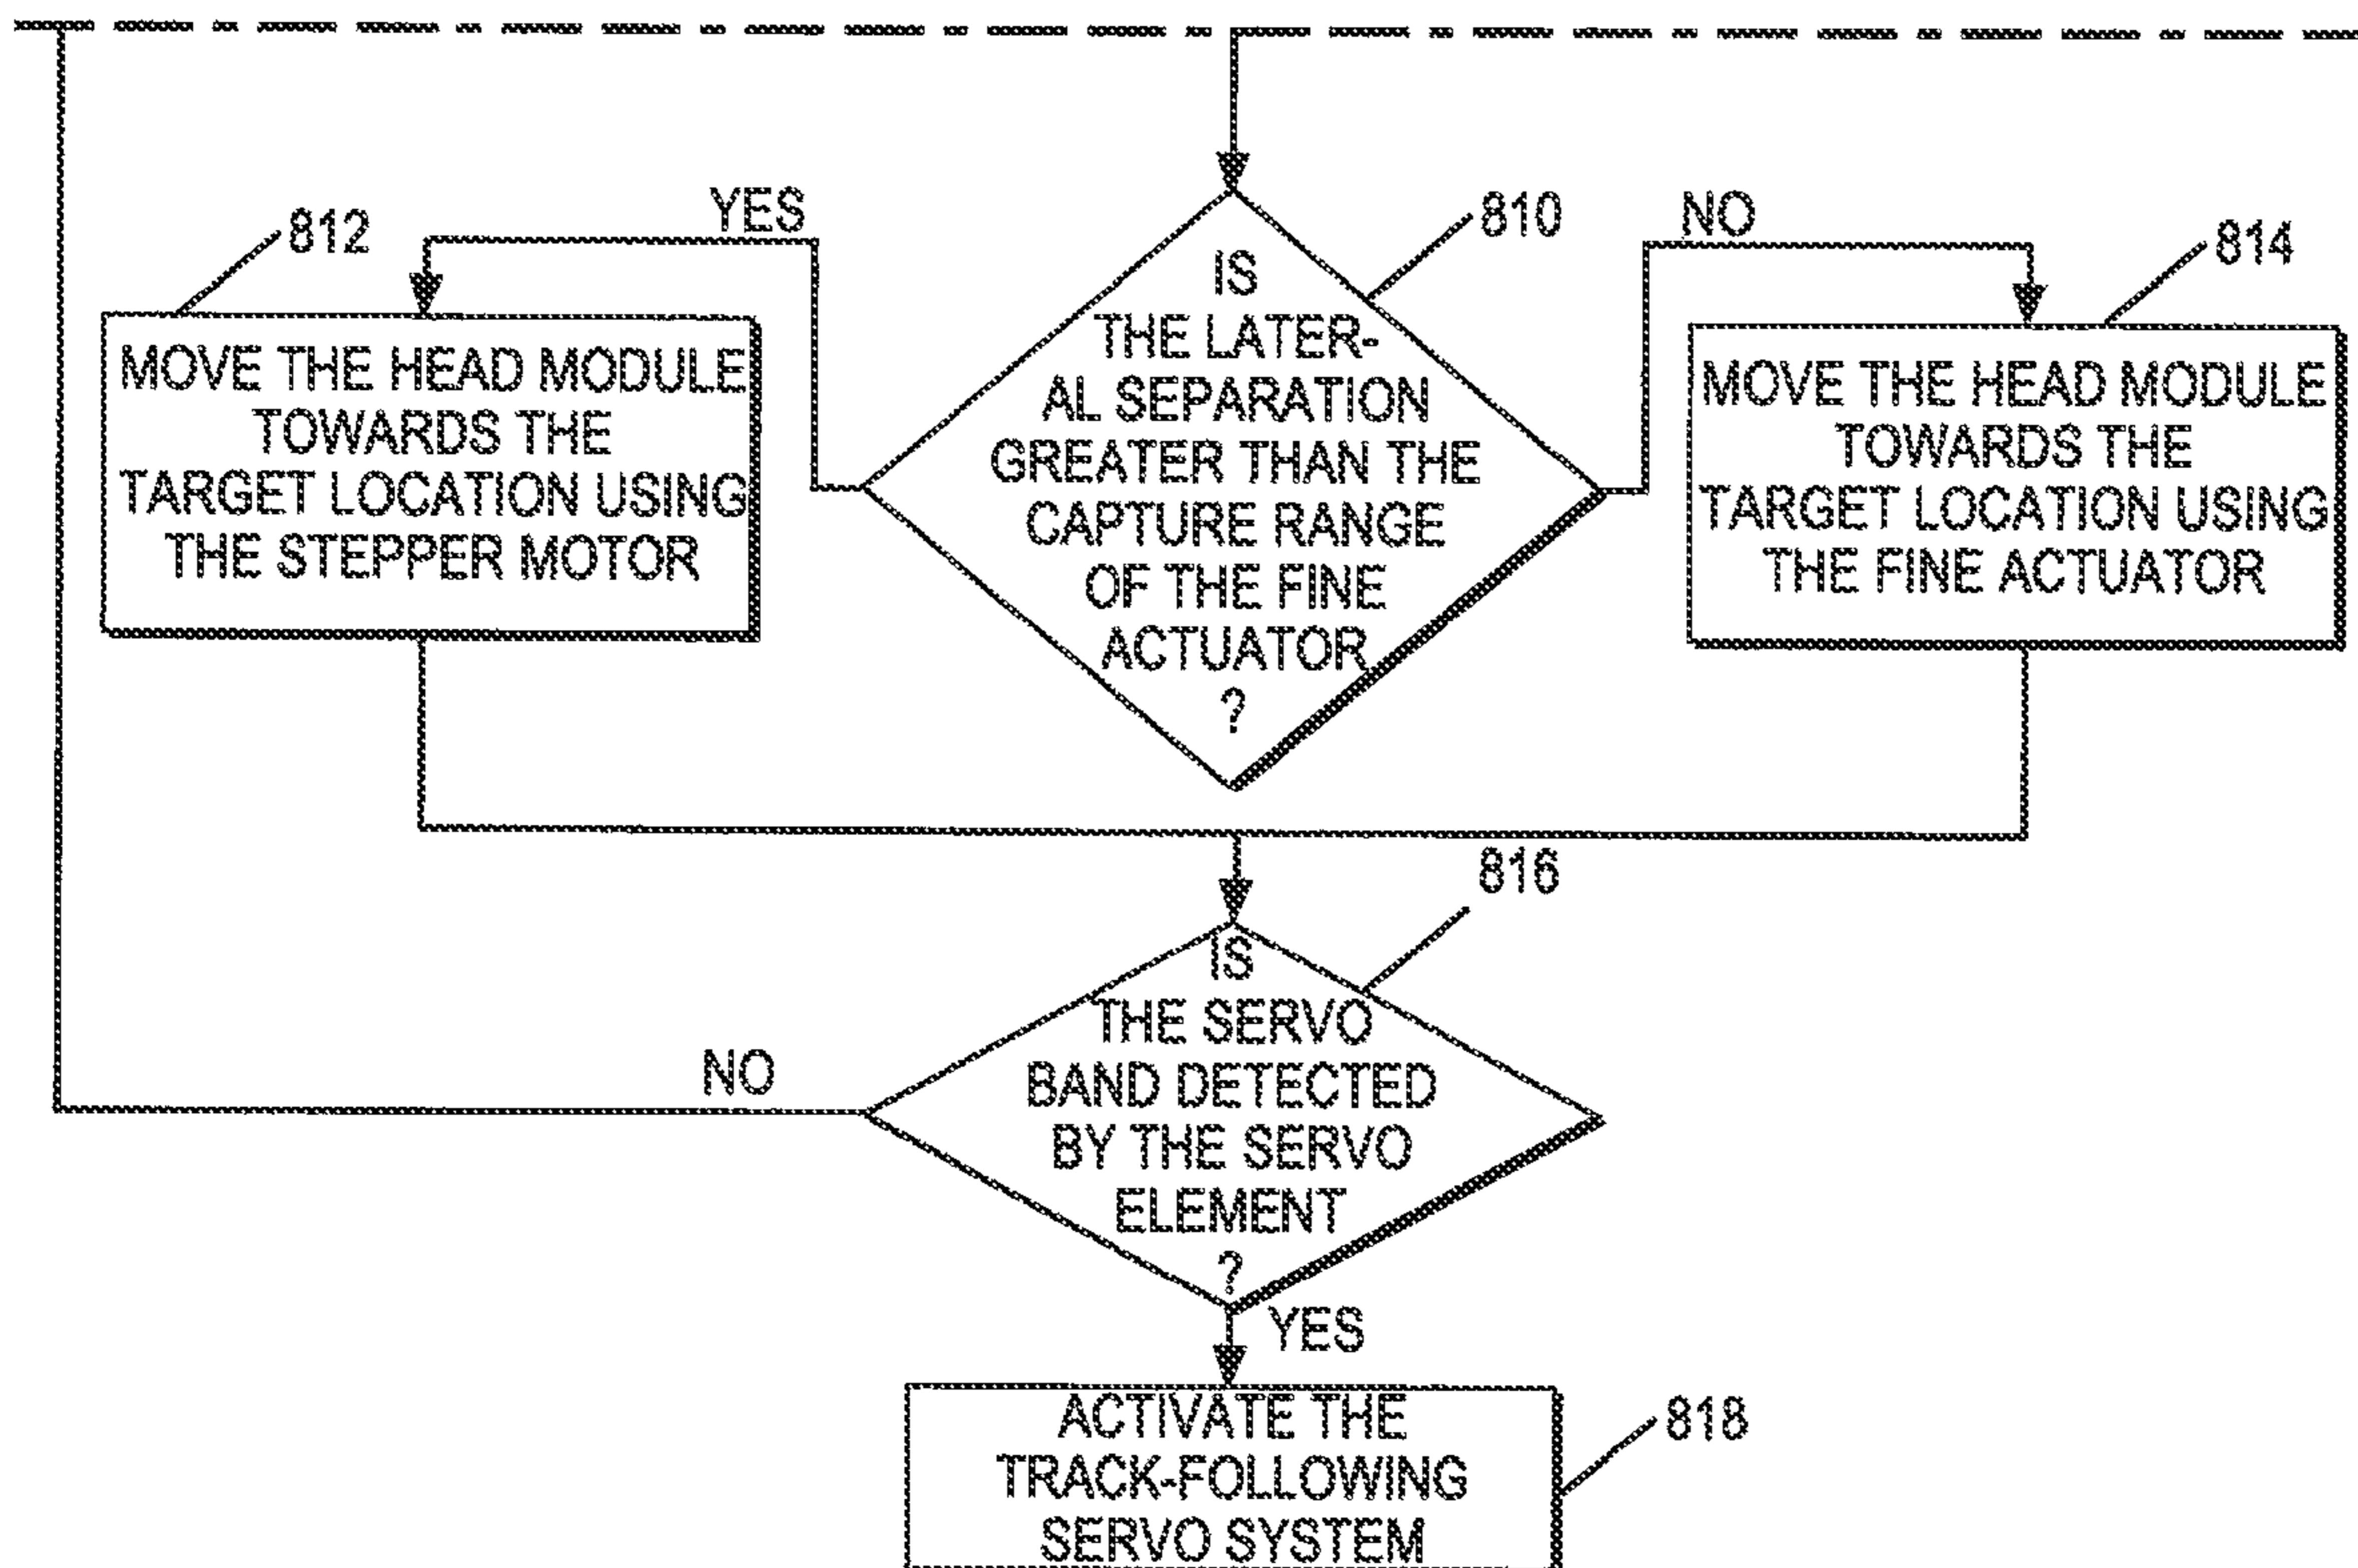 YES
812
810
NO
814
IS
THE LATER-
AL SEPARATION
GREATER THAN THE
CAPTURE RANGE
OF THE FINE
ACTUATOR
?
MOVE THE HEAD MODULE
TOWARDS THE
TARGET LOCATION USING
THE STEPPER MOTOR
MOVE THE HEAD MODULE
TOWARDS THE
TARGET LOCATION USING
THE FINE ACTUATOR
816
IS
THE SERVO
BAND DETECTED
BY THE SERVO
ELEMENT
?
NO
YES
ACTIVATE THE
TRACK-FOLLOWING
SERVO SYSTEM
818